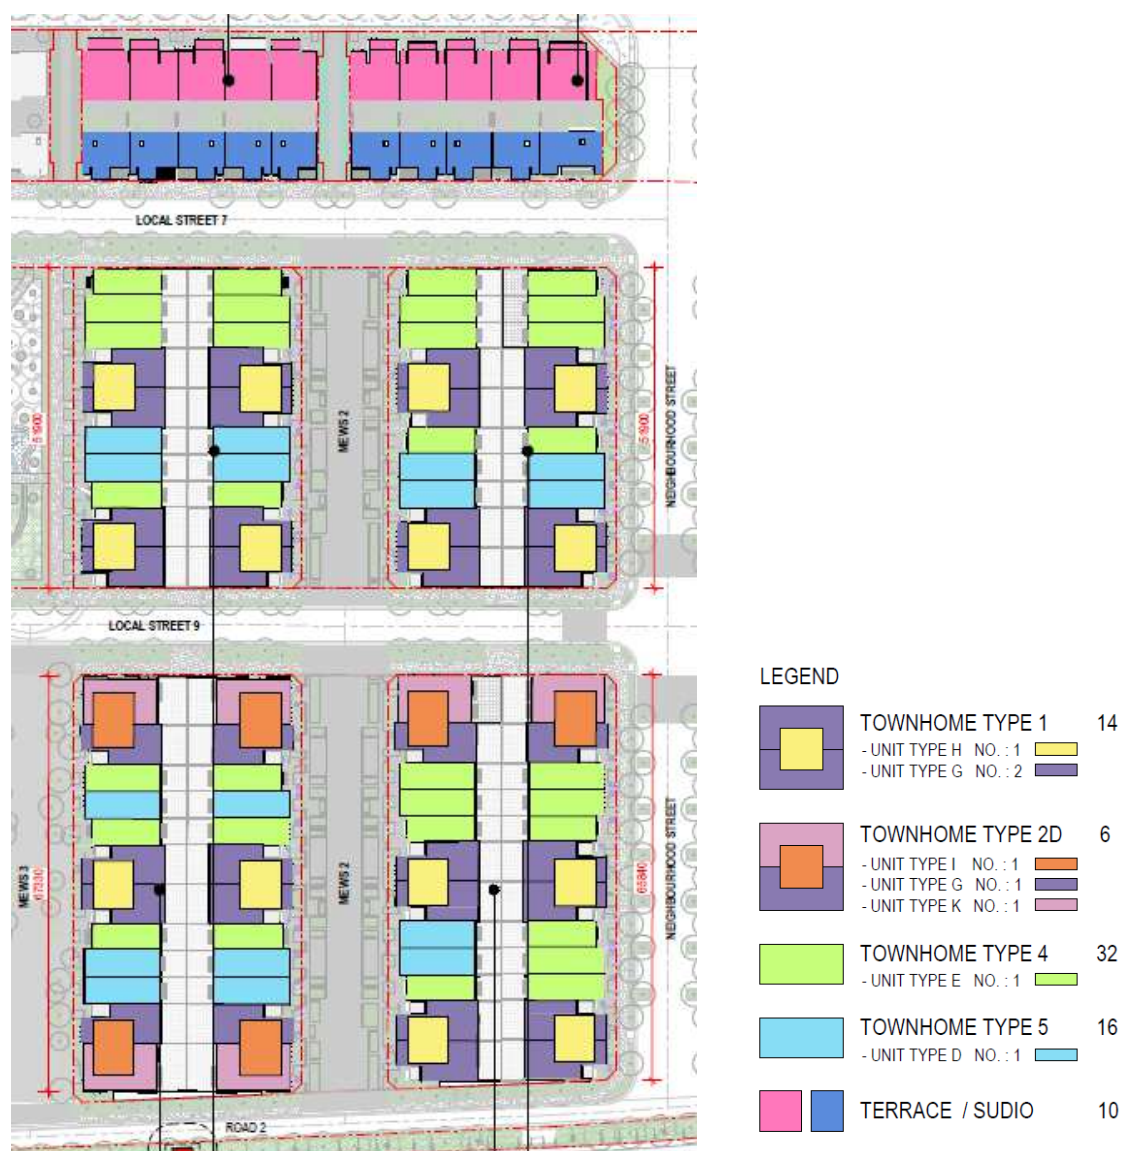 LOCAL STREET 7
51900
MEWS 2
51900
NEIGHBOURHOOD STREET
LOCAL STREET 9
MEWS 3
67330
MEWS 2
NEIGHBOURHOOD STREET
ROAD 2
LEGEND
TOWNHOME TYPE 1 14
- UNIT TYPE H NO. : 1
- UNIT TYPE G NO. : 2
TOWNHOME TYPE 2D 6
- UNIT TYPE I NO. : 1
- UNIT TYPE G NO. : 1
- UNIT TYPE K NO. : 1
TOWNHOME TYPE 4 32
- UNIT TYPE E NO. : 1
TOWNHOME TYPE 5 16
- UNIT TYPE D NO. : 1
TERRACE / SUDIO 10